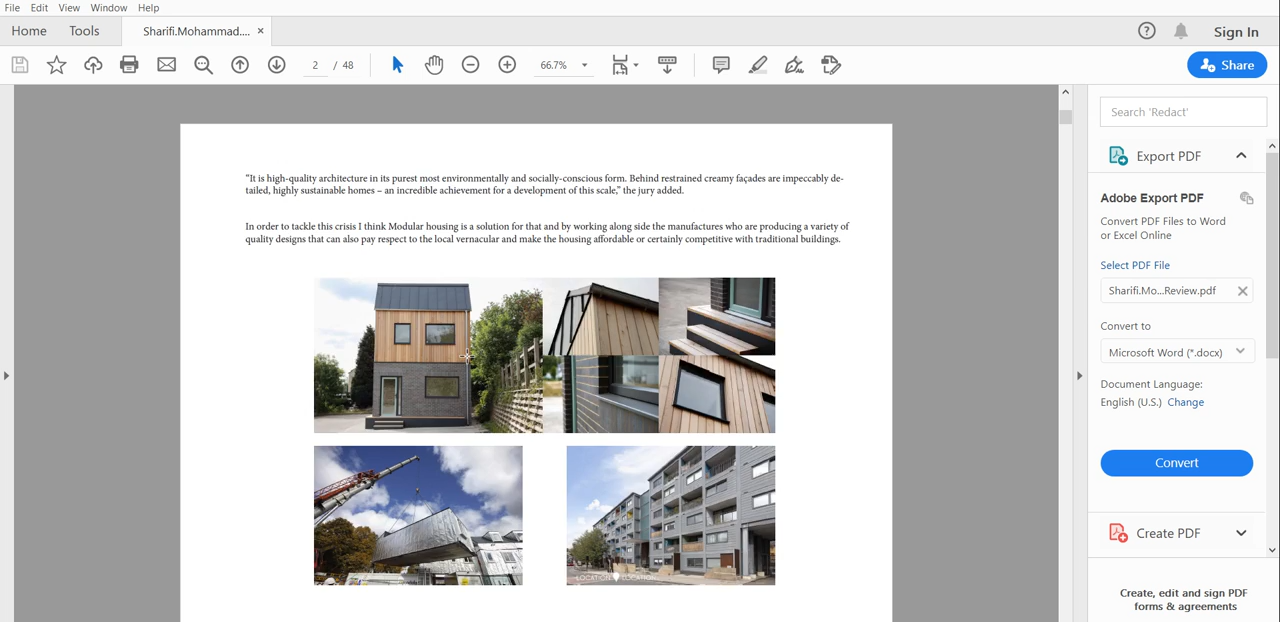 File Edit View Window Help
Home Tools Sharifi.Mohammad.... × Sign In
2 / 48 66.7% Share
Search 'Redact'
Export PDF
Adobe Export PDF
Convert PDF Files to Word
or Excel Online
Select PDF File
Sharifi.Mo...Review.pdf
Convert to
Microsoft Word (*.docx)
Document Language:
English (U.S.) Change
Convert
Create PDF
Create, edit and sign PDF
forms & agreements
“It is high-quality architecture in its purest most environmentally and socially-conscious form. Behind restrained creamy façades are impeccably de-
tailed, highly sustainable homes – an incredible achievement for a development of this scale,” the jury added.
In order to tackle this crisis I think Modular housing is a solution for that and by working along side the manufactures who are producing a variety of
quality designs that can also pay respect to the local vernacular and make the housing affordable or certainly competitive with traditional buildings.
LOCATION LOCATION